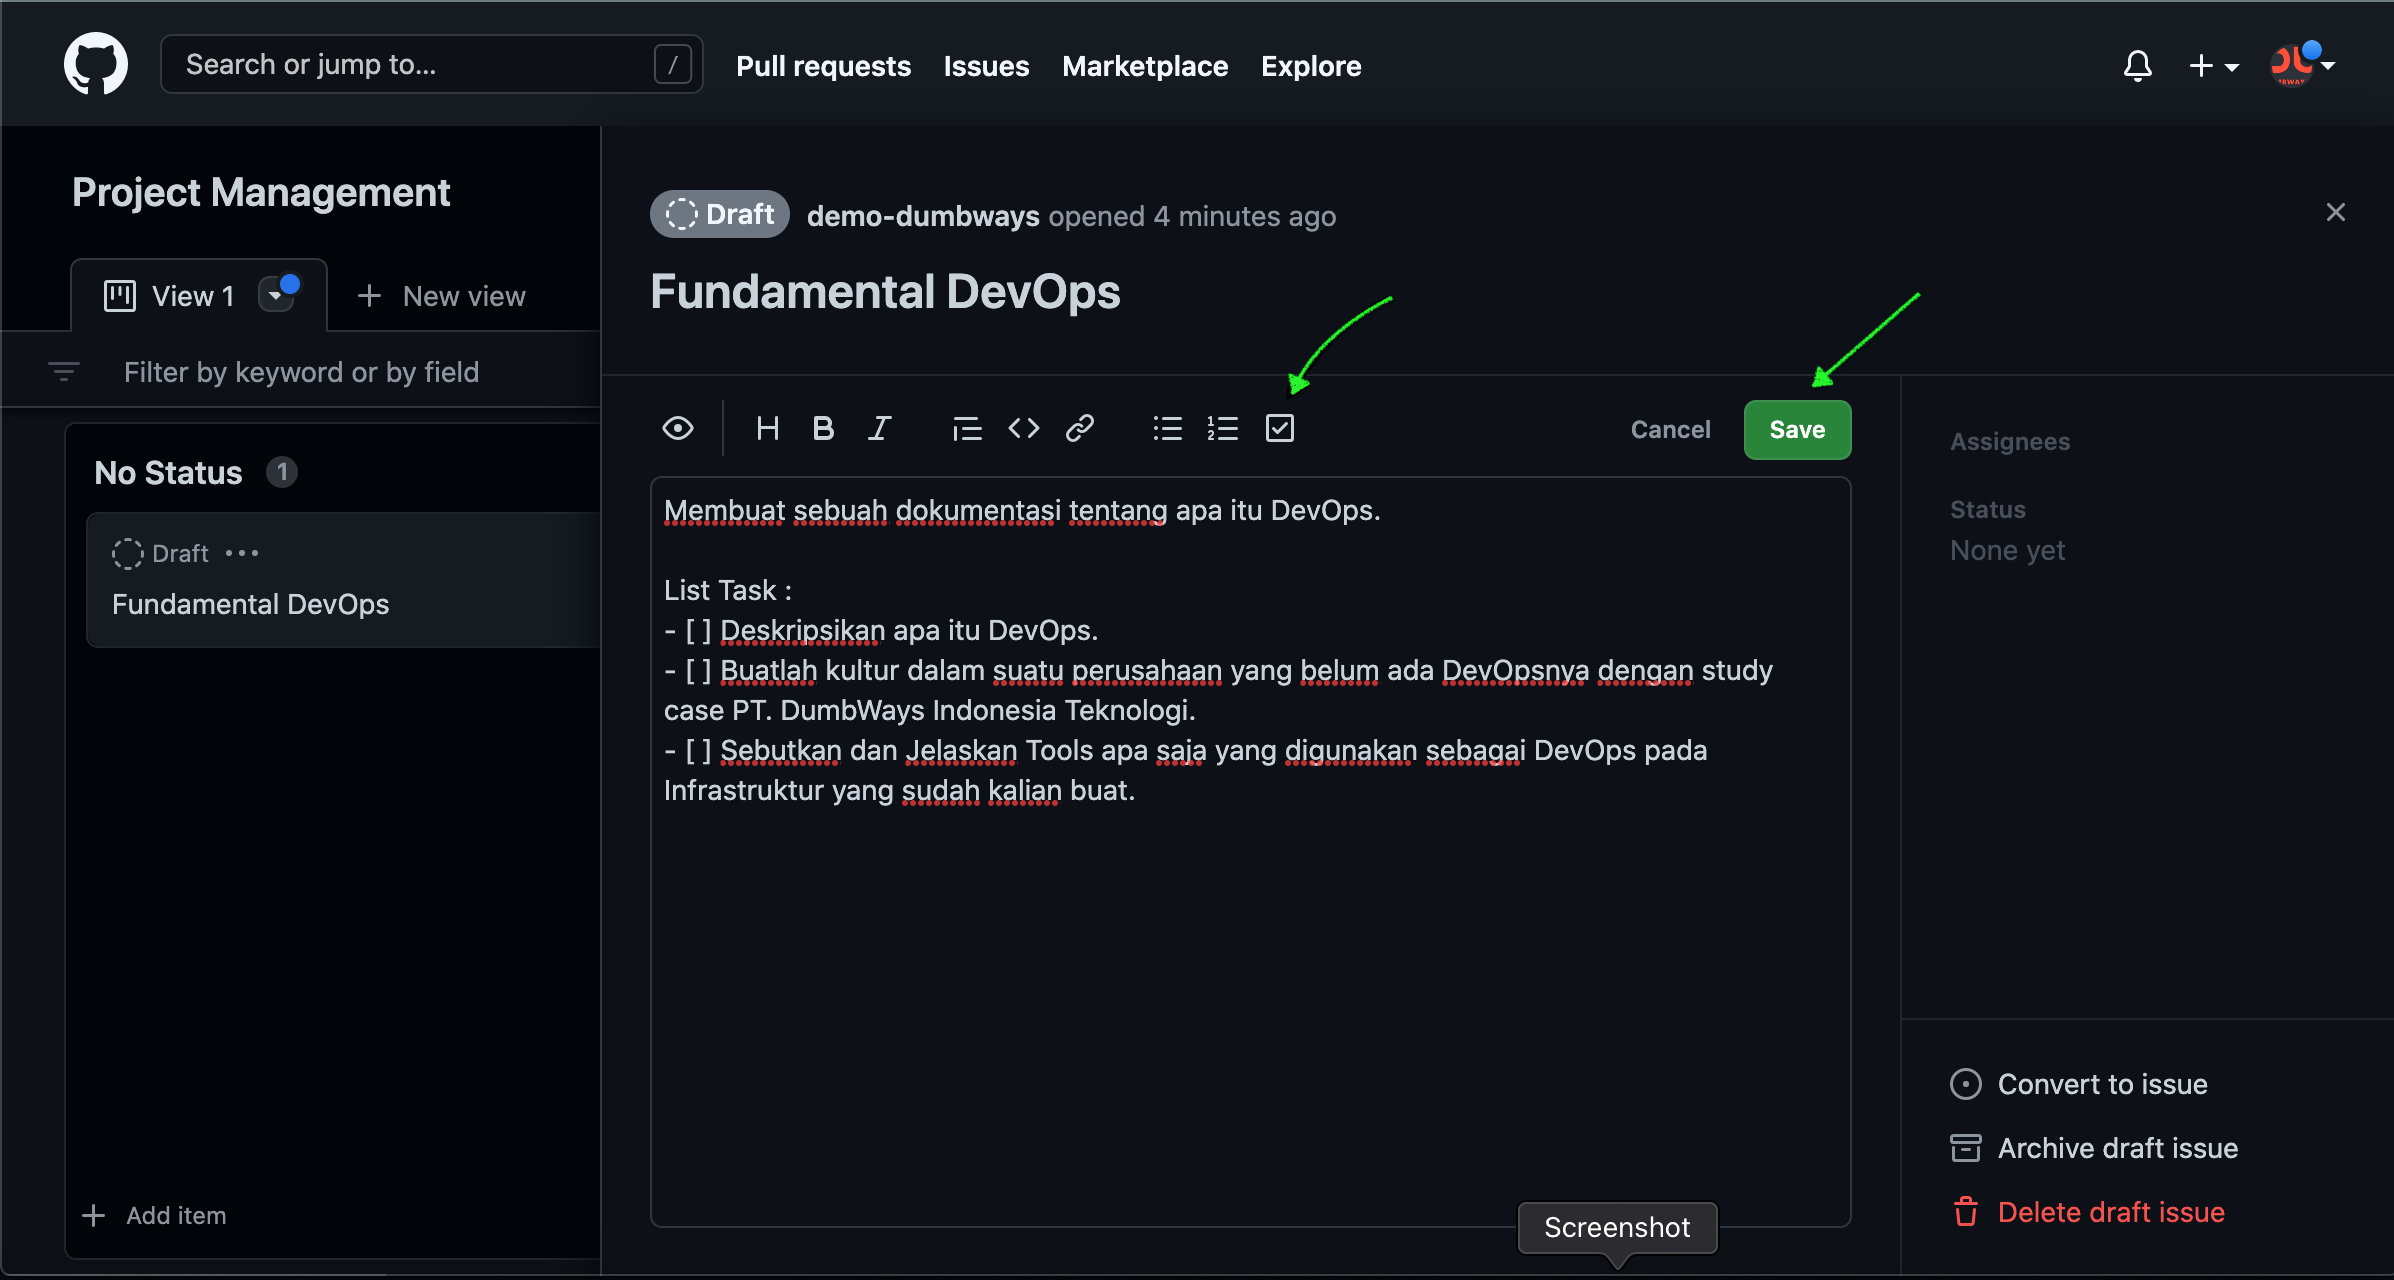 Search or jump to...
/
Pull requests
Issues
Marketplace
Explore
Project Management
View 1
New view
Filter by keyword or by field
No Status 1
Draft
Fundamental DevOps
Add item
Draft
demo-dumbways opened 4 minutes ago
Fundamental DevOps
H B I
Cancel
Save
Membuat sebuah dokumentasi tentang apa itu DevOps.
List Task :
- [ ] Deskripsikan apa itu DevOps.
- [ ] Buatlah kultur dalam suatu perusahaan yang belum ada DevOpsnya dengan study
case PT. DumbWays Indonesia Teknologi.
- [ ] Sebutkan dan Jelaskan Tools apa saja yang digunakan sebagai DevOps pada
Infrastruktur yang sudah kalian buat.
Assignees
Status
None yet
Convert to issue
Archive draft issue
Delete draft issue
Screenshot